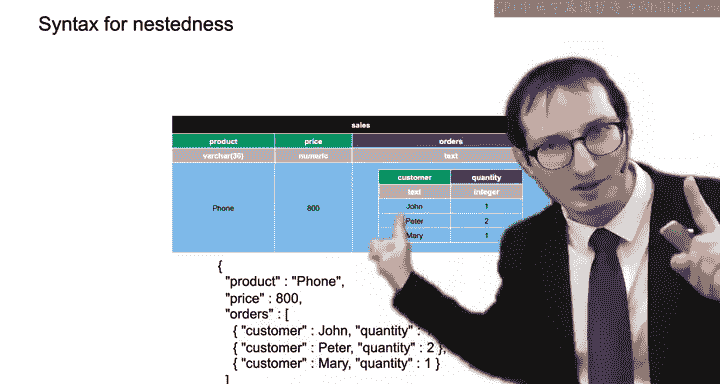 Syntax for nestedness
sales
product price orders
varchar(30) numeric text
customer quantity
text integer
Phone 800
John 1
Peter 2
Mary 1
{
"product" : "Phone",
"price" : 800,
"orders" : [
{ "customer" : John, "quantity" :
{ "customer" : Peter, "quantity" : 2 },
{ "customer" : Mary, "quantity" : 1 }
]